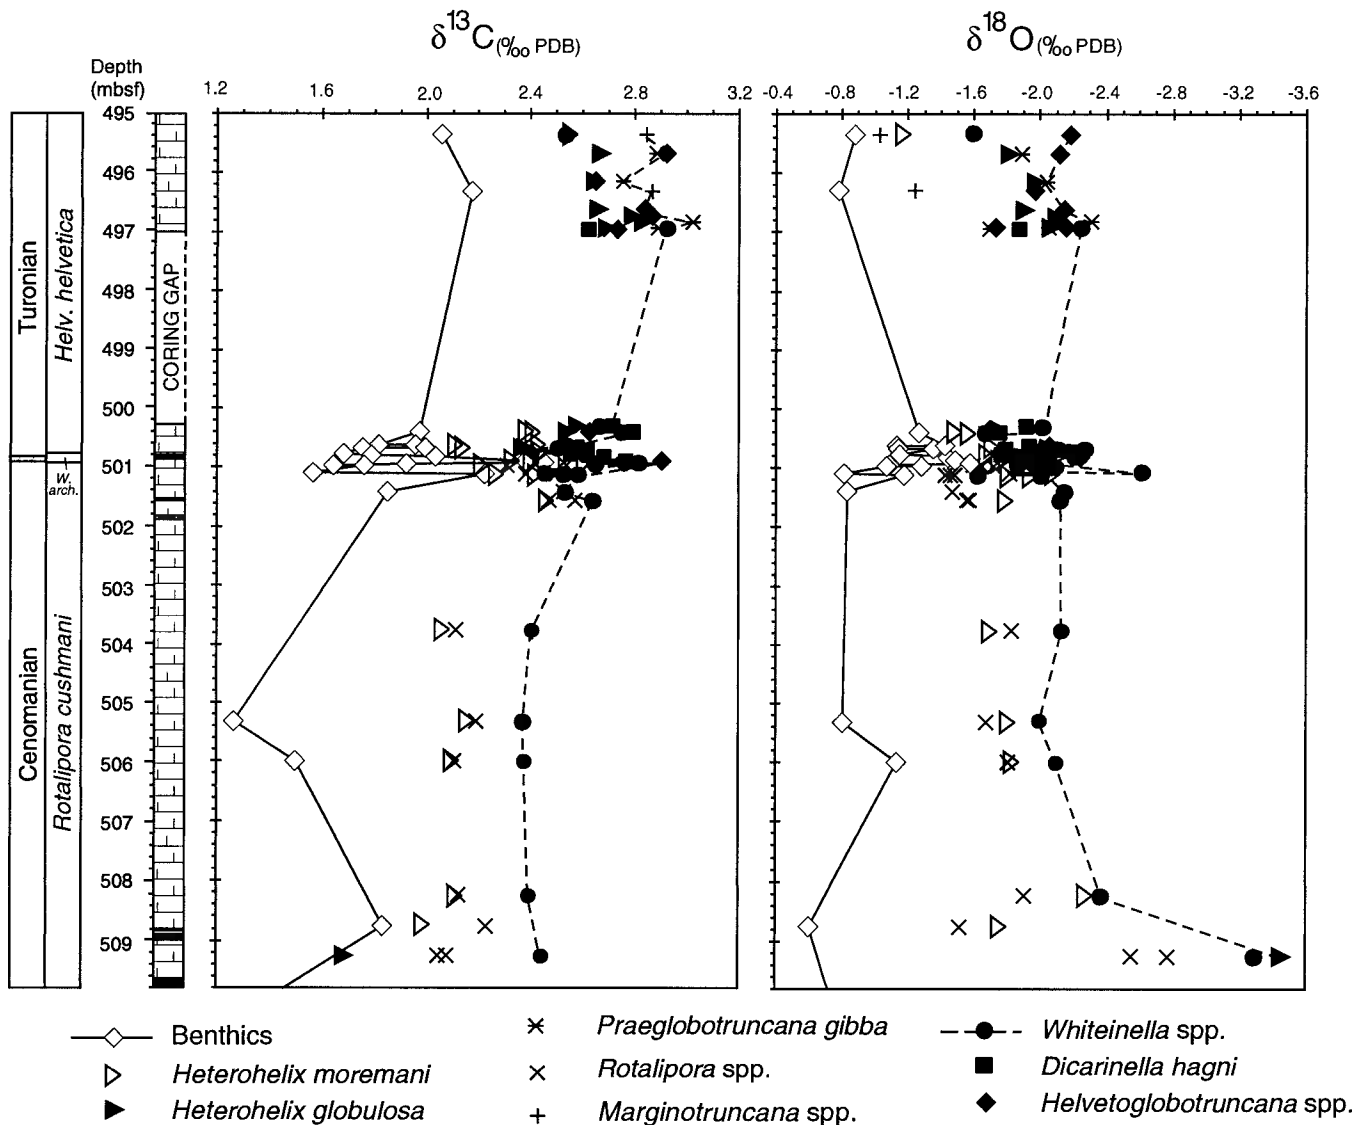 δ13C(‰ PDB)
δ18O(‰ PDB)
Depth
(mbsf)
1.2 1.6 2.0 2.4 2.8 3.2
-0.4 -0.8 -1.2 -1.6 -2.0 -2.4 -2.8 -3.2 -3.6
495
496
497
498
499
500
501
502
503
504
505
506
507
508
509
Turonian
Cenomanian
Helv. helvetica
W.
arch.
Rotalipora cushmani
CORING GAP
Benthics
Heterohelix moremani
Heterohelix globulosa
Praeglobotruncana gibba
Rotalipora spp.
Marginotruncana spp.
Whiteinella spp.
Dicarinella hagni
Helvetoglobotruncana spp.